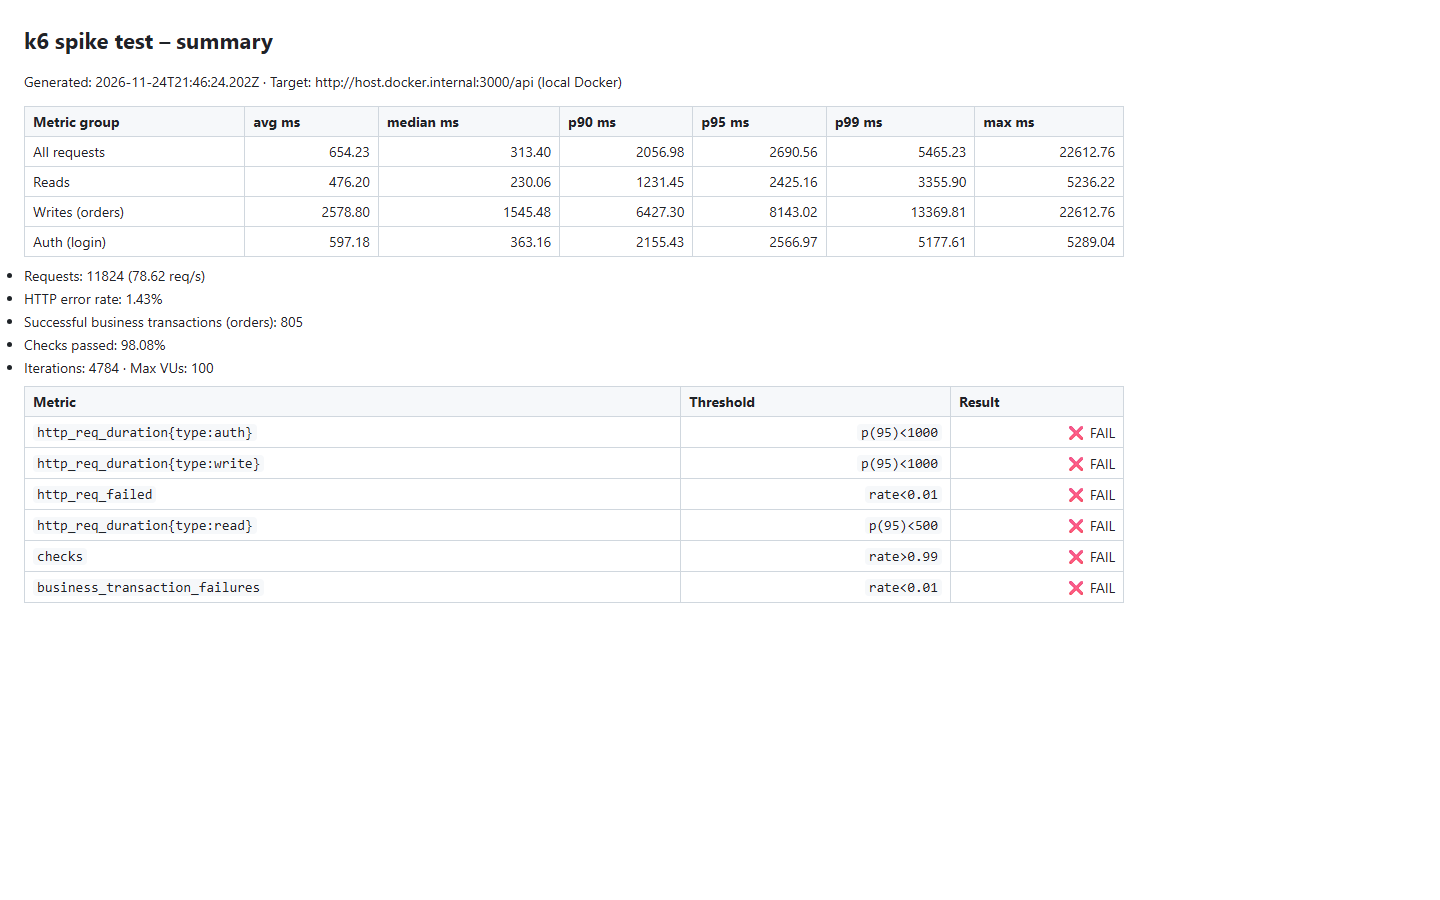 k6 spike test – summary
Generated: 2026-11-24T21:46:24.202Z · Target: http://host.docker.internal:3000/api (local Docker)
Metric group avg ms median ms p90 ms p95 ms p99 ms max ms
All requests 654.23 313.40 2056.98 2690.56 5465.23 22612.76
Reads 476.20 230.06 1231.45 2425.16 3355.90 5236.22
Writes (orders) 2578.80 1545.48 6427.30 8143.02 13369.81 22612.76
Auth (login) 597.18 363.16 2155.43 2566.97 5177.61 5289.04
• Requests: 11824 (78.62 req/s)
• HTTP error rate: 1.43%
• Successful business transactions (orders): 805
• Checks passed: 98.08%
• Iterations: 4784 · Max VUs: 100
Metric Threshold Result
http_req_duration{type:auth} p(95)<1000 ❌ FAIL
http_req_duration{type:write} p(95)<1000 ❌ FAIL
http_req_failed rate<0.01 ❌ FAIL
http_req_duration{type:read} p(95)<500 ❌ FAIL
checks rate>0.99 ❌ FAIL
business_transaction_failures rate<0.01 ❌ FAIL